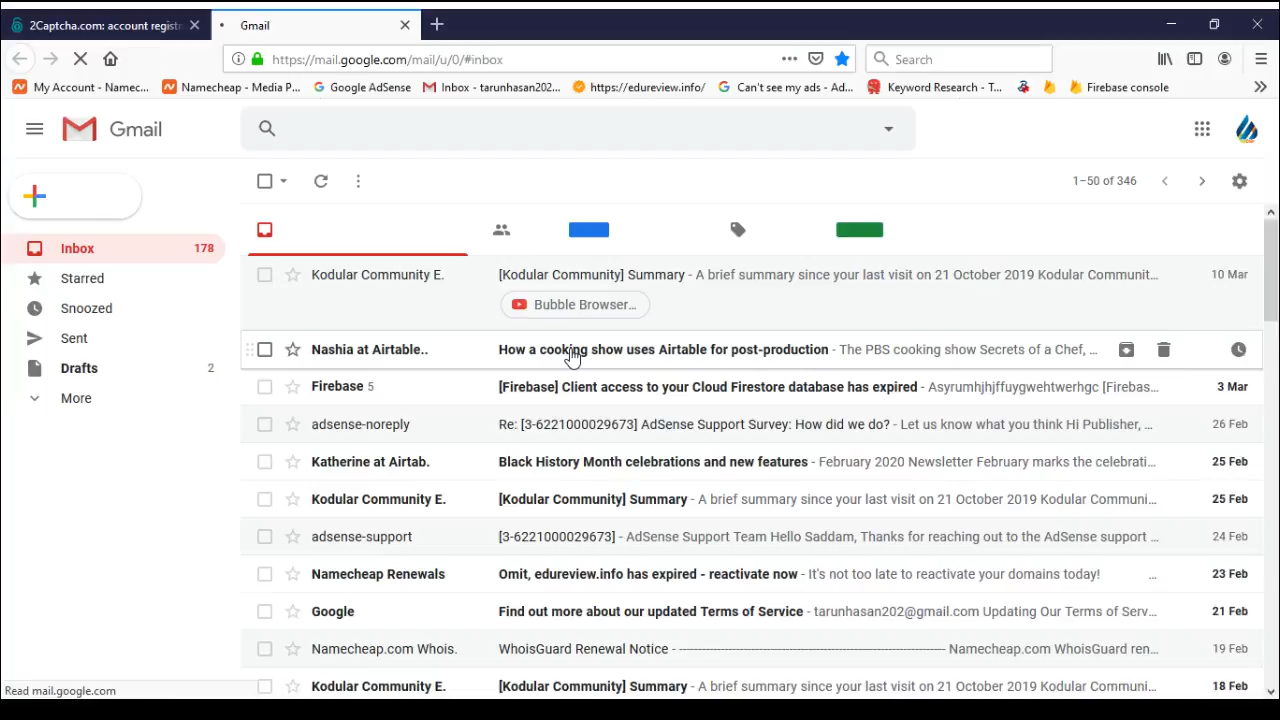 2Captcha.com: account registr
Gmail
https://mail.google.com/mail/u/0/#inbox
Search
My Account - Namec...
Namecheap - Media P...
Google AdSense
Inbox - tarunhasan202...
https://edureview.info/
Can't see my ads - Ad...
Keyword Research - T...
Firebase console
Gmail
1–50 of 346
Inbox 178
Starred
Snoozed
Sent
Drafts 2
More
Kodular Community E. [Kodular Community] Summary - A brief summary since your last visit on 21 October 2019 Kodular Communit... 10 Mar
Bubble Browser...
Nashia at Airtable.. How a cooking show uses Airtable for post-production - The PBS cooking show Secrets of a Chef, ...
Firebase 5 [Firebase] Client access to your Cloud Firestore database has expired - Asyrumhjhjffuygwehtwerhgc [Firebas... 3 Mar
adsense-noreply Re: [3-6221000029673] AdSense Support Survey: How did we do? - Let us know what you think Hi Publisher, ... 26 Feb
Katherine at Airtab. Black History Month celebrations and new features - February 2020 Newsletter February marks the celebrati... 25 Feb
Kodular Community E. [Kodular Community] Summary - A brief summary since your last visit on 21 October 2019 Kodular Communi... 25 Feb
adsense-support [3-6221000029673] - AdSense Support Team Hello Saddam, Thanks for reaching out to the AdSense support ... 24 Feb
Namecheap Renewals Omit, edureview.info has expired - reactivate now - It's not too late to reactivate your domains today! ... 23 Feb
Google Find out more about our updated Terms of Service - tarunhasan202@gmail.com Updating Our Terms of Serv... 21 Feb
Namecheap.com Whois. WhoisGuard Renewal Notice - ---------------------------------------------------------------- Namecheap.com WhoisGuard ren... 19 Feb
Kodular Community E. [Kodular Community] Summary - A brief summary since your last visit on 21 October 2019 Kodular Communi... 18 Feb
Read mail.google.com